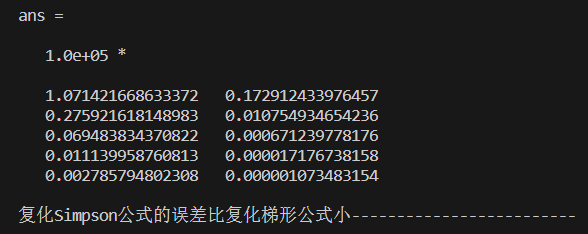 ans =
1.0e+05 *
1.071421668633372 0.172912433976457
0.275921618148983 0.010754934654236
0.069483834370822 0.000671239778176
0.011139958760813 0.000017176738158
0.002785794802308 0.000001073483154
复化Simpson公式的误差比复化梯形公式小-------------------------